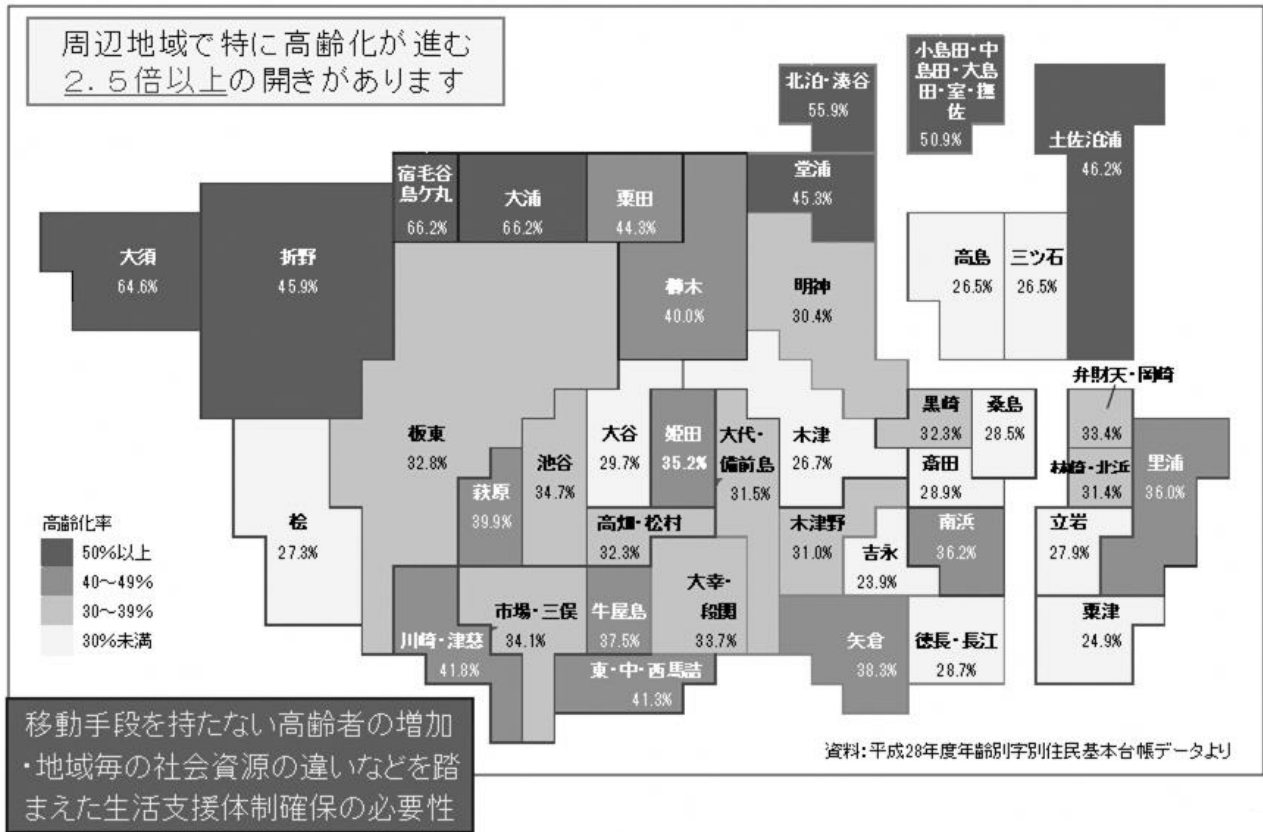 周辺地域で特に高齢化が進む
2.5倍以上の開きがあります
小島田・中
島田・大島
田・室・撫
佐
50.9%
北泊・湊谷
55.9%
土佐泊浦
46.2%
宿毛谷
鳥ケ丸
66.2%
大浦
66.2%
粟田
44.3%
堂浦
45.3%
大須
64.6%
折野
45.9%
櫛木
40.0%
明神
30.4%
高島
26.5%
三ツ石
26.5%
弁財天・岡崎
33.4%
板東
32.8%
池谷
34.7%
大谷
29.7%
姫田
35.2%
大代・
備前島
31.5%
木津
26.7%
黒崎
32.3%
桑島
28.5%
斎田
28.9%
林崎・北浜
31.4%
里浦
36.0%
萩原
39.9%
高畑・松村
32.3%
木津野
31.0%
吉永
23.9%
南浜
36.2%
立岩
27.9%
桧
27.3%
高齢化率
50%以上
40~49%
30~39%
30%未満
川崎・津慈
41.8%
市場・三俣
34.1%
牛屋島
37.5%
大幸・
段関
33.7%
矢倉
38.3%
徳長・長江
28.7%
粟津
24.9%
東・中・西馬詰
41.3%
移動手段を持たない高齢者の増加
・地域毎の社会資源の違いなどを踏
まえた生活支援体制確保の必要性
資料:平成28年度年齢別字別住民基本台帳データより